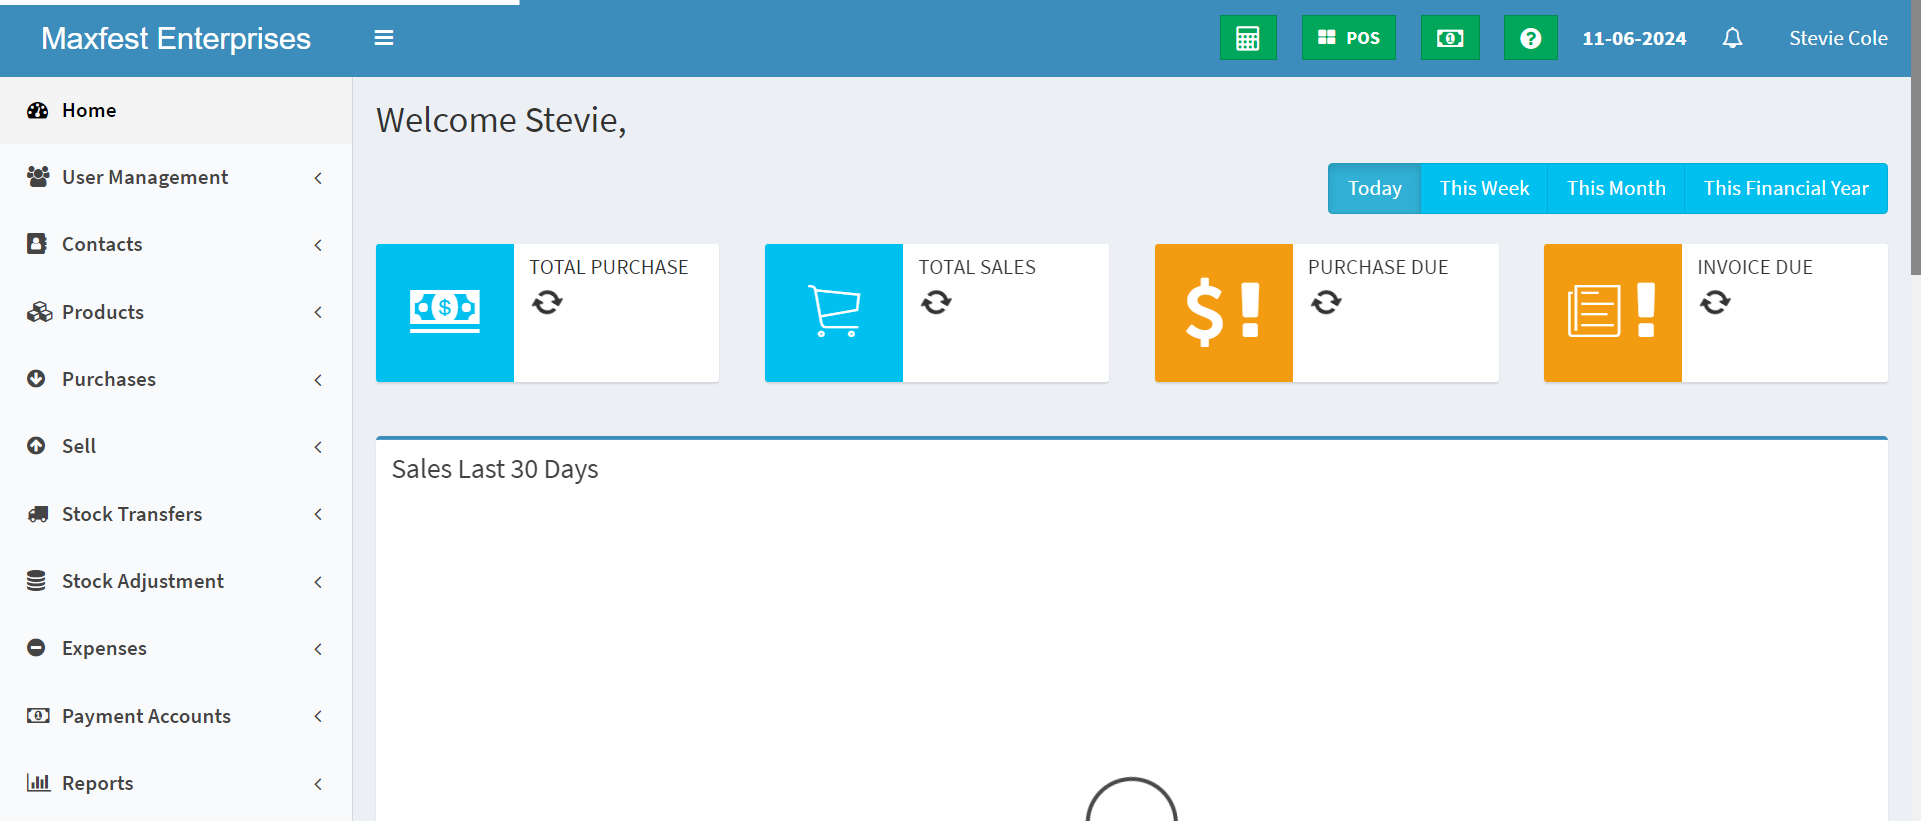 Maxfest Enterprises
POS
11-06-2024
Stevie Cole
Home
User Management
Contacts
Products
Purchases
Sell
Stock Transfers
Stock Adjustment
Expenses
Payment Accounts
Reports
Welcome Stevie,
Today
This Week
This Month
This Financial Year
TOTAL PURCHASE
TOTAL SALES
PURCHASE DUE
INVOICE DUE
Sales Last 30 Days